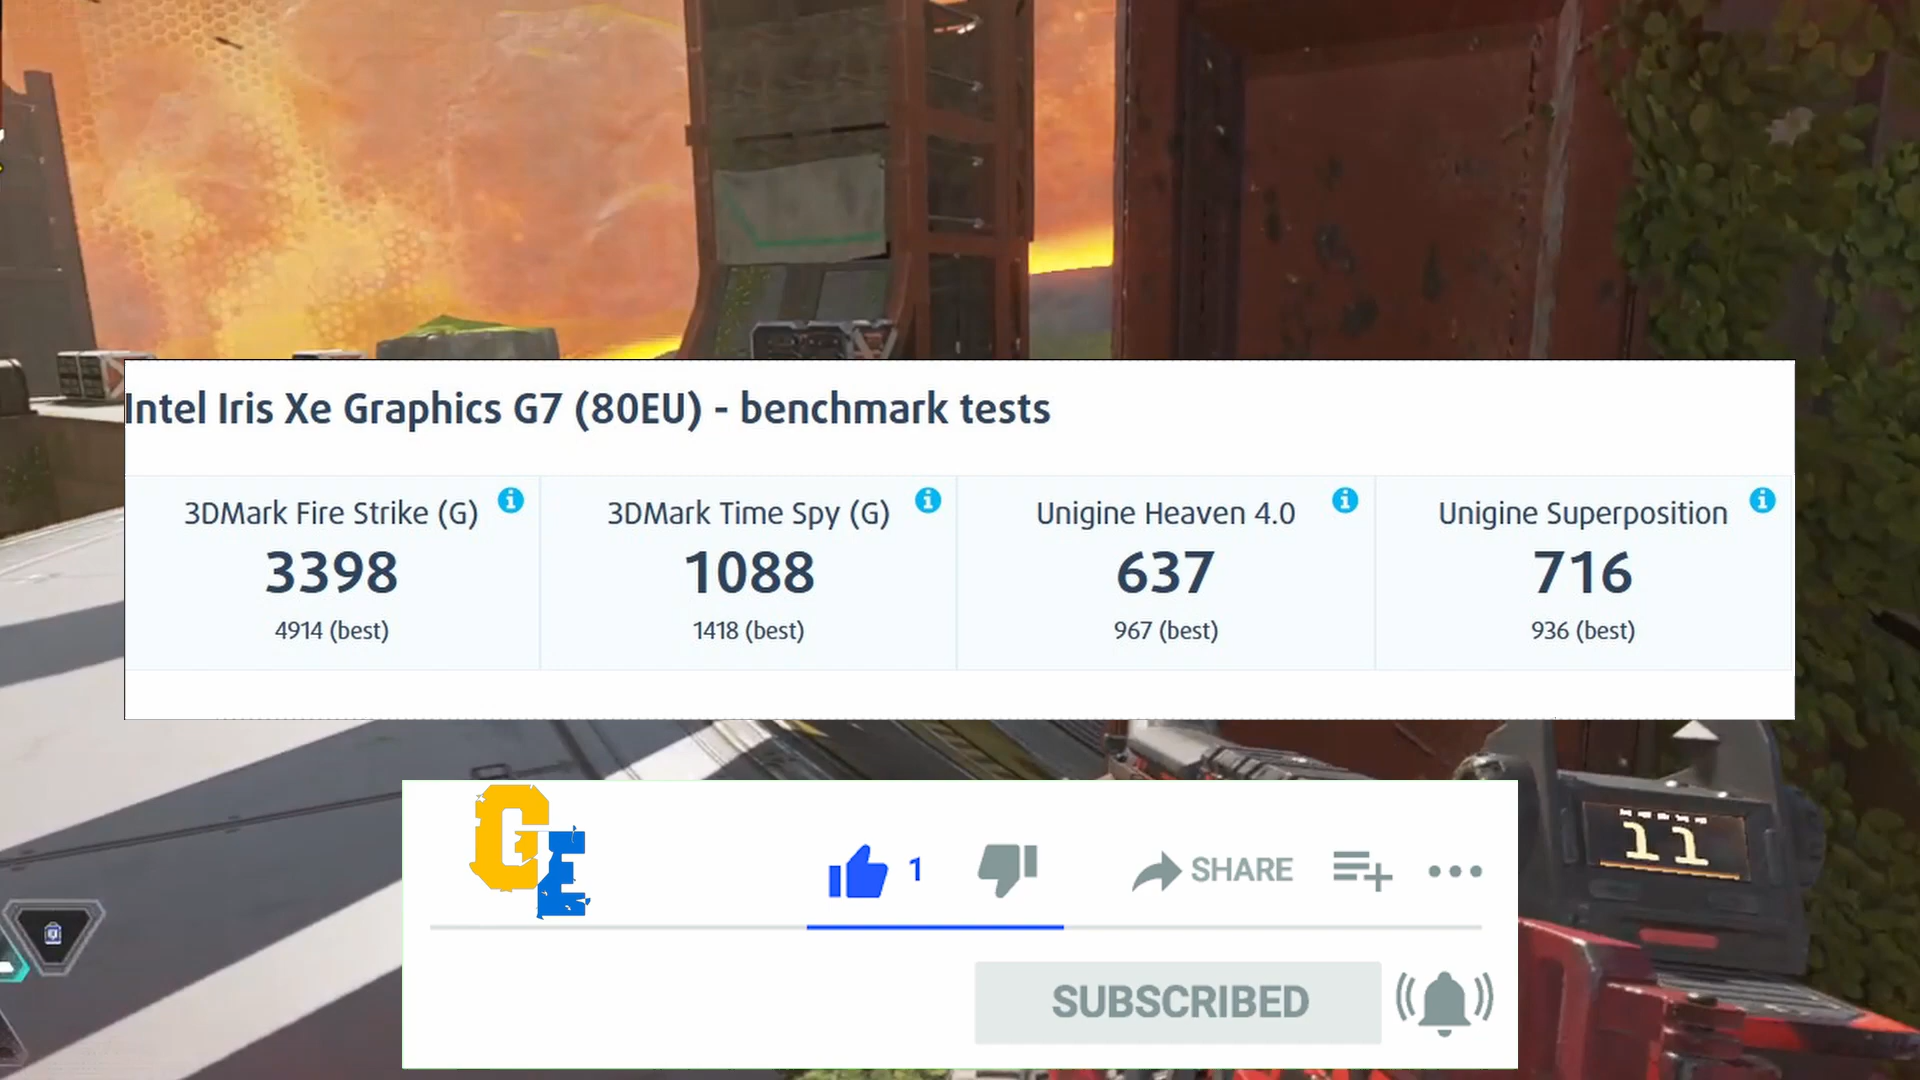 Intel Iris Xe Graphics G7 (80EU) - benchmark tests
3DMark Fire Strike (G)
3398
4914 (best)
3DMark Time Spy (G)
1088
1418 (best)
Unigine Heaven 4.0
637
967 (best)
Unigine Superposition
716
936 (best)
GE
1
SHARE
SUBSCRIBED
11